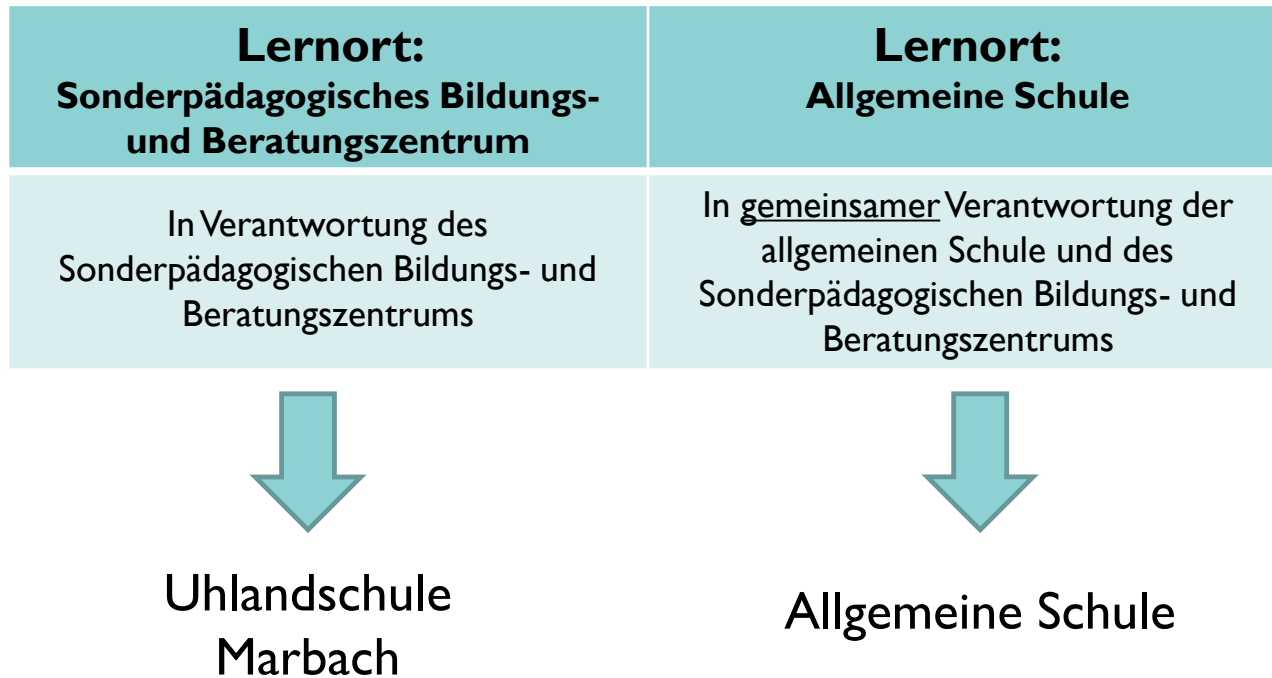 Lernort:
Sonderpädagogisches Bildungs-
und Beratungszentrum
Lernort:
Allgemeine Schule
In Verantwortung des
Sonderpädagogischen Bildungs- und
Beratungszentrums
In gemeinsamer Verantwortung der
allgemeinen Schule und des
Sonderpädagogischen Bildungs- und
Beratungszentrums
Uhlandschule
Marbach
Allgemeine Schule